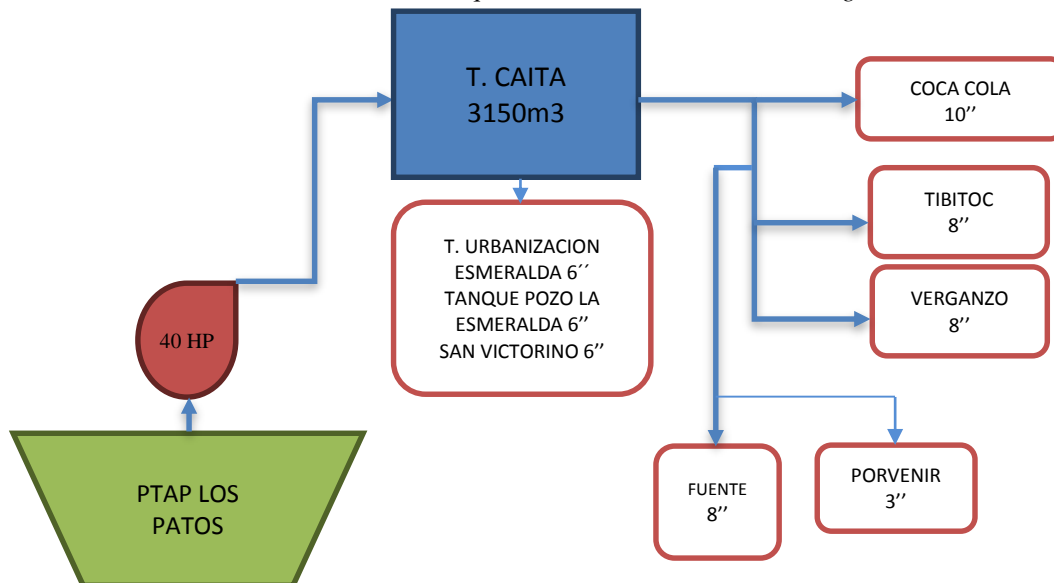 T. CAITA
3150m3
COCA COLA
10’’
TIBITOC
8’’
VERGANZO
8’’
T. URBANIZACION
ESMERALDA 6´´
TANQUE POZO LA
ESMERALDA 6’’
SAN VICTORINO 6’’
40 HP
PTAP LOS
PATOS
FUENTE
8’’
PORVENIR
3’’